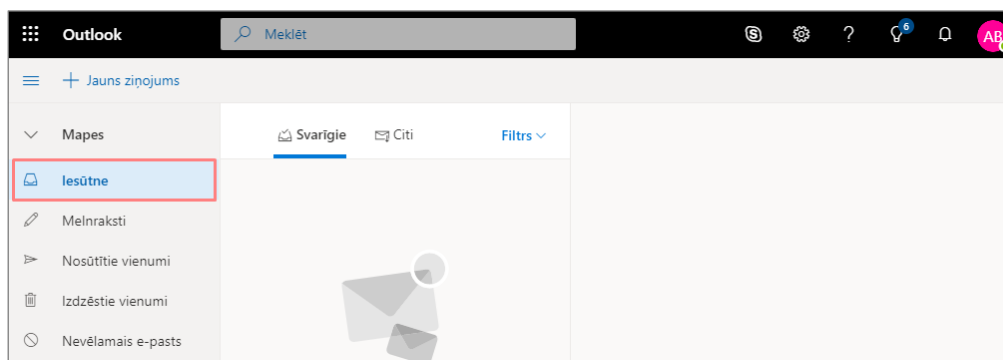 Outlook
Meklēt
6
AB
Jauns ziņojums
Mapes
Svarīgie
Citi
Filtrs
Iesūtne
Melnraksti
Nosūtītie vienumi
Izdzēstie vienumi
Nevēlamais e-pasts